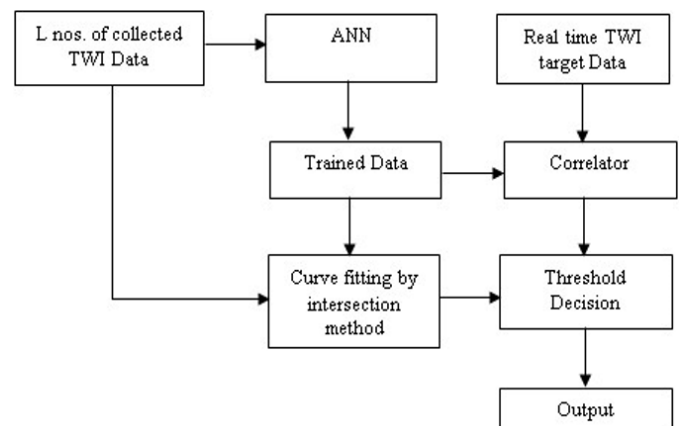 L nos. of collected
TWI Data
ANN
Real time TWI
target Data
Trained Data
Correlator
Curve fitting by
intersection
method
Threshold
Decision
Output